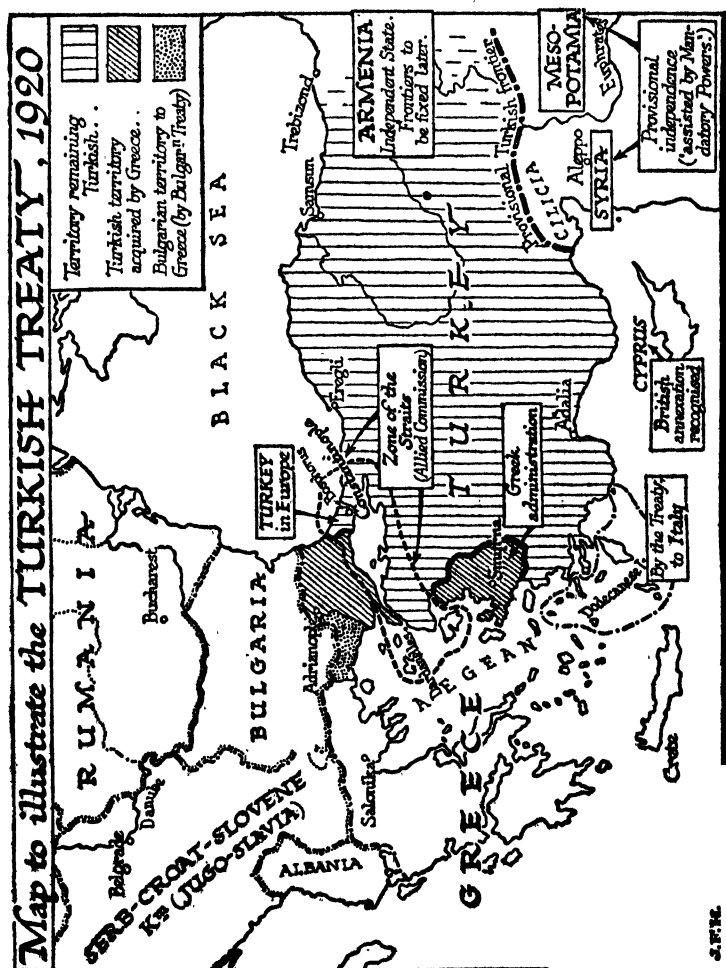 Map to illustrate the TURKISH TREATY, 1920
Territory remaining
Turkish . .
Turkish territory
acquired by Greece . .
Bulgarian territory to
Greece (by Bulgarn Treaty)
RUMANIA
Bucharest
Belgrade
Danube
SERB-CROAT-SLOVENE
Km (JUGO-SLAVIA)
BULGARIA
BLACK SEA
ALBANIA
Adrianople
Salonika
TURKEY
in Europe
Bosphorus
Constantinople
Eregli
Samsun
Trebizond
Zone of the
Straits
(Allied Commission)
ARMENIA
Independent State.
Frontiers to
be fixed later.
Dardanelles
AEGEAN
GREECE
TURKEY
Smyrna
Greek
administration
Adalia
Provisional Turkish frontier
CILICIA
Aleppo
SYRIA
MESO-
POTAMIA
Euphrates
Provisional
independence
('assisted by Man-
datory Powers.')
CYPRUS
British
annexation
recognised
By the Treaty,
to Italy
Dodecanese
Crete
J.F.H.